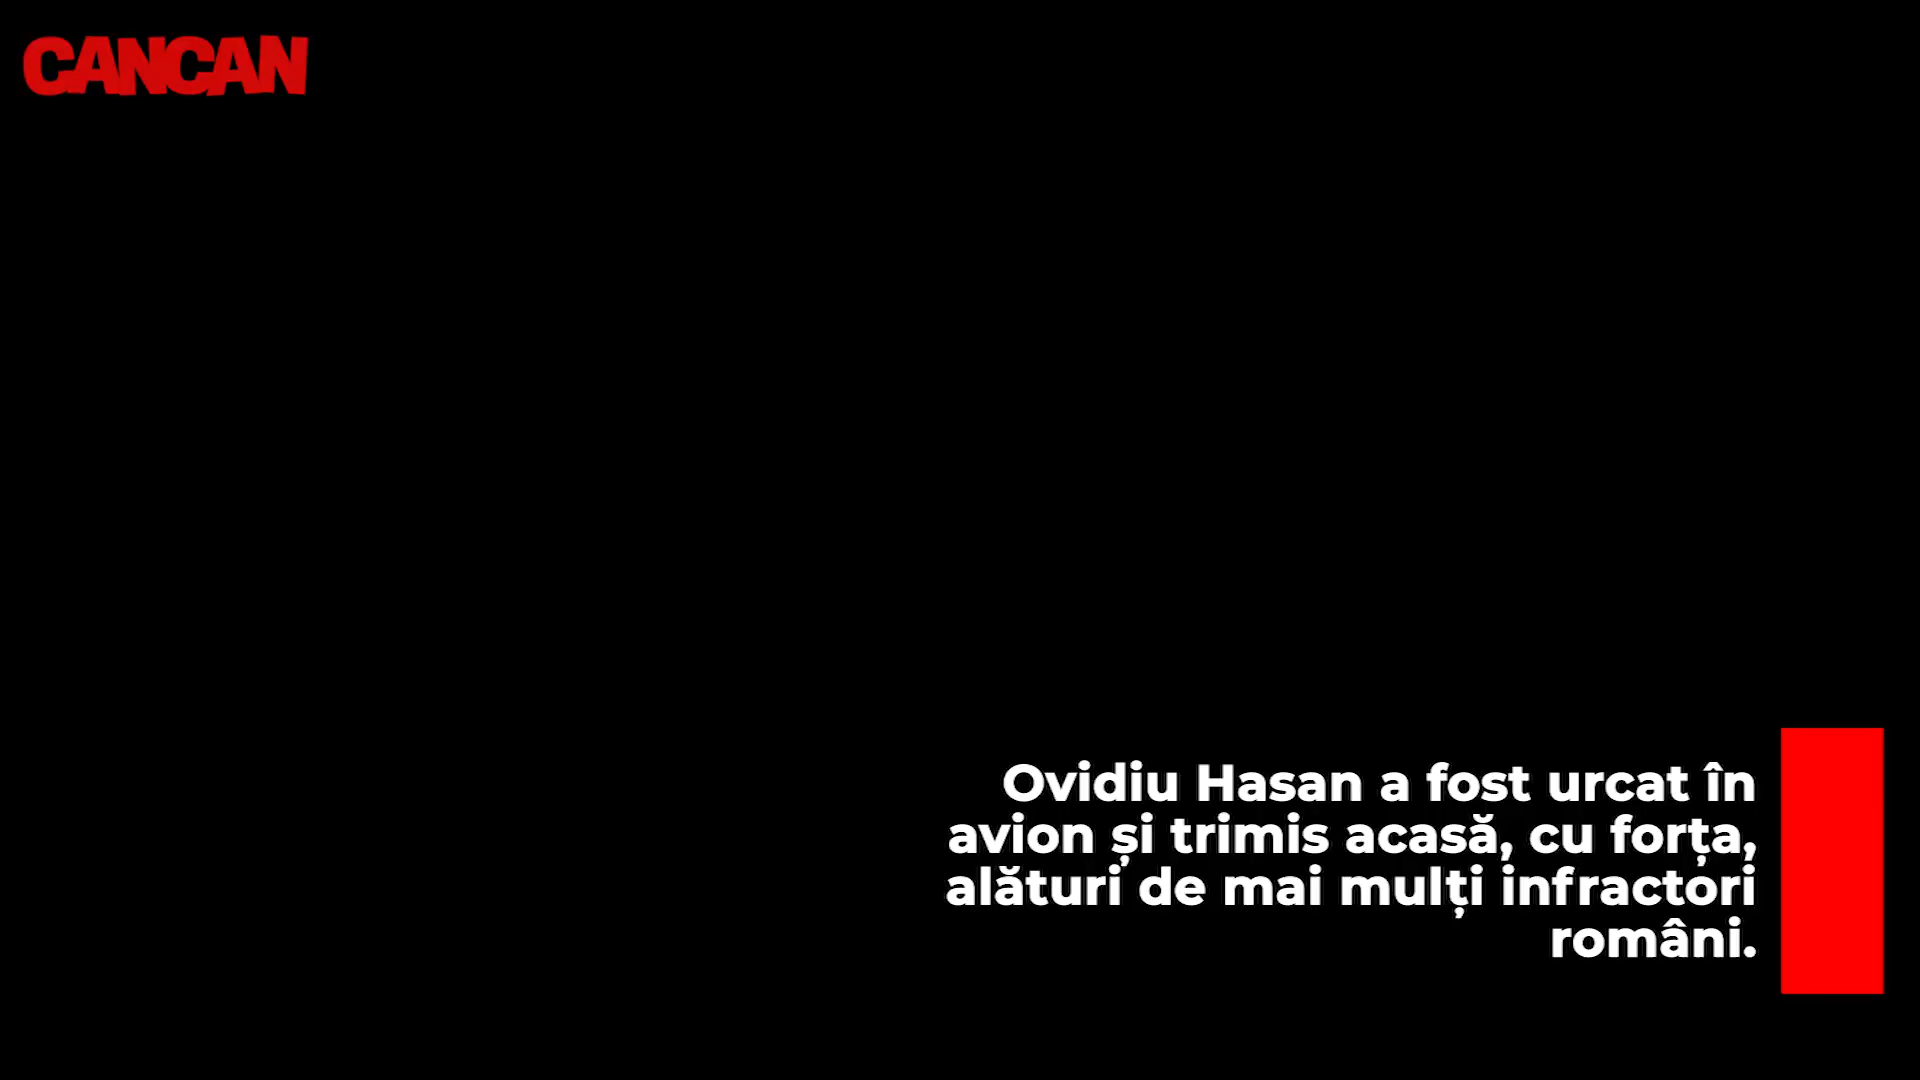 CANCAN
Ovidiu Hasan a fost urcat în
avion și trimis acasă, cu forța,
alături de mai mulți infractori
români.